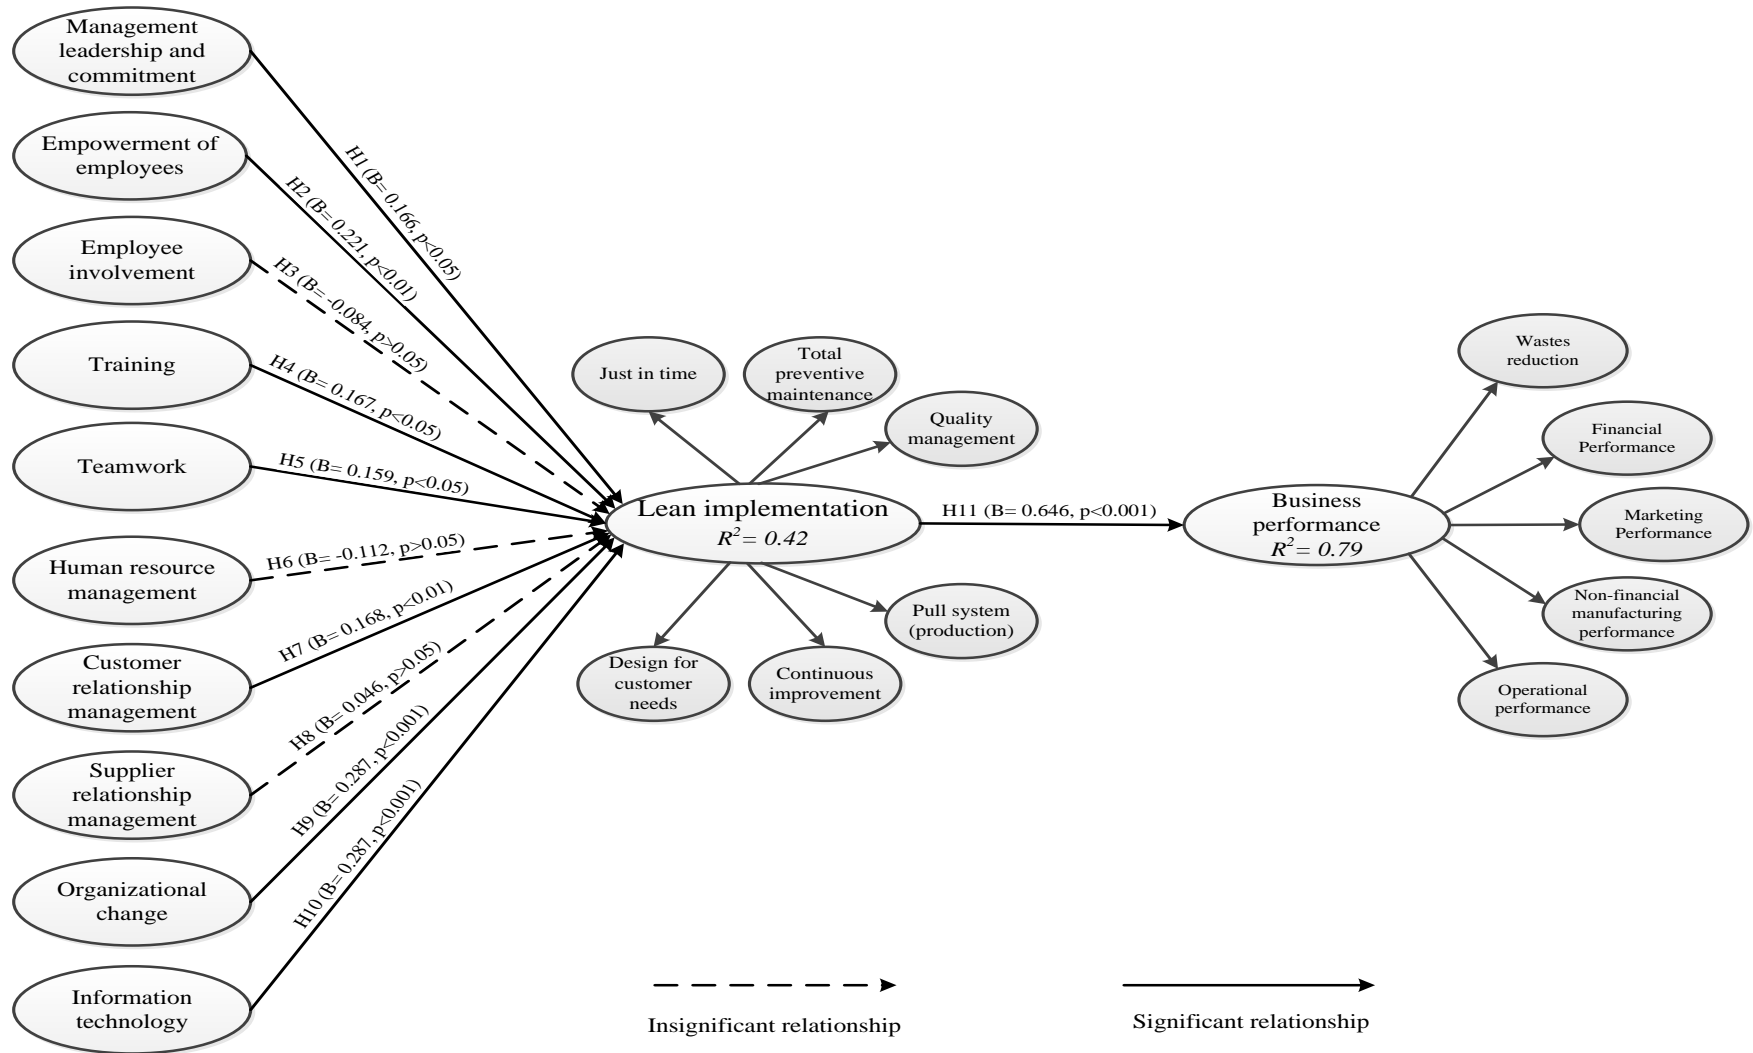 Management
leadership and
commitment
Empowerment of
employees
Employee
involvement
Training
Teamwork
Human resource
management
Customer
relationship
management
Supplier
relationship
management
Organizational
change
Information
technology
H1 (B= 0.166, p<0.05)
H2 (B= 0.221, p<0.01)
H3 (B= -0.084, p>0.05)
H4 (B= 0.167, p<0.05)
H5 (B= 0.159, p<0.05)
H6 (B= -0.112, p>0.05)
H7 (B= 0.168, p<0.01)
H8 (B= 0.046, p>0.05)
H9 (B= 0.287, p<0.001)
H10 (B= 0.287, p<0.001)
Just in time
Total
preventive
maintenance
Quality
management
Lean implementation
R²= 0.42
Pull system
(production)
Design for
customer
needs
Continuous
improvement
H11 (B= 0.646, p<0.001)
Business
performance
R²= 0.79
Wastes
reduction
Financial
Performance
Marketing
Performance
Non-financial
manufacturing
performance
Operational
performance
Insignificant relationship
Significant relationship